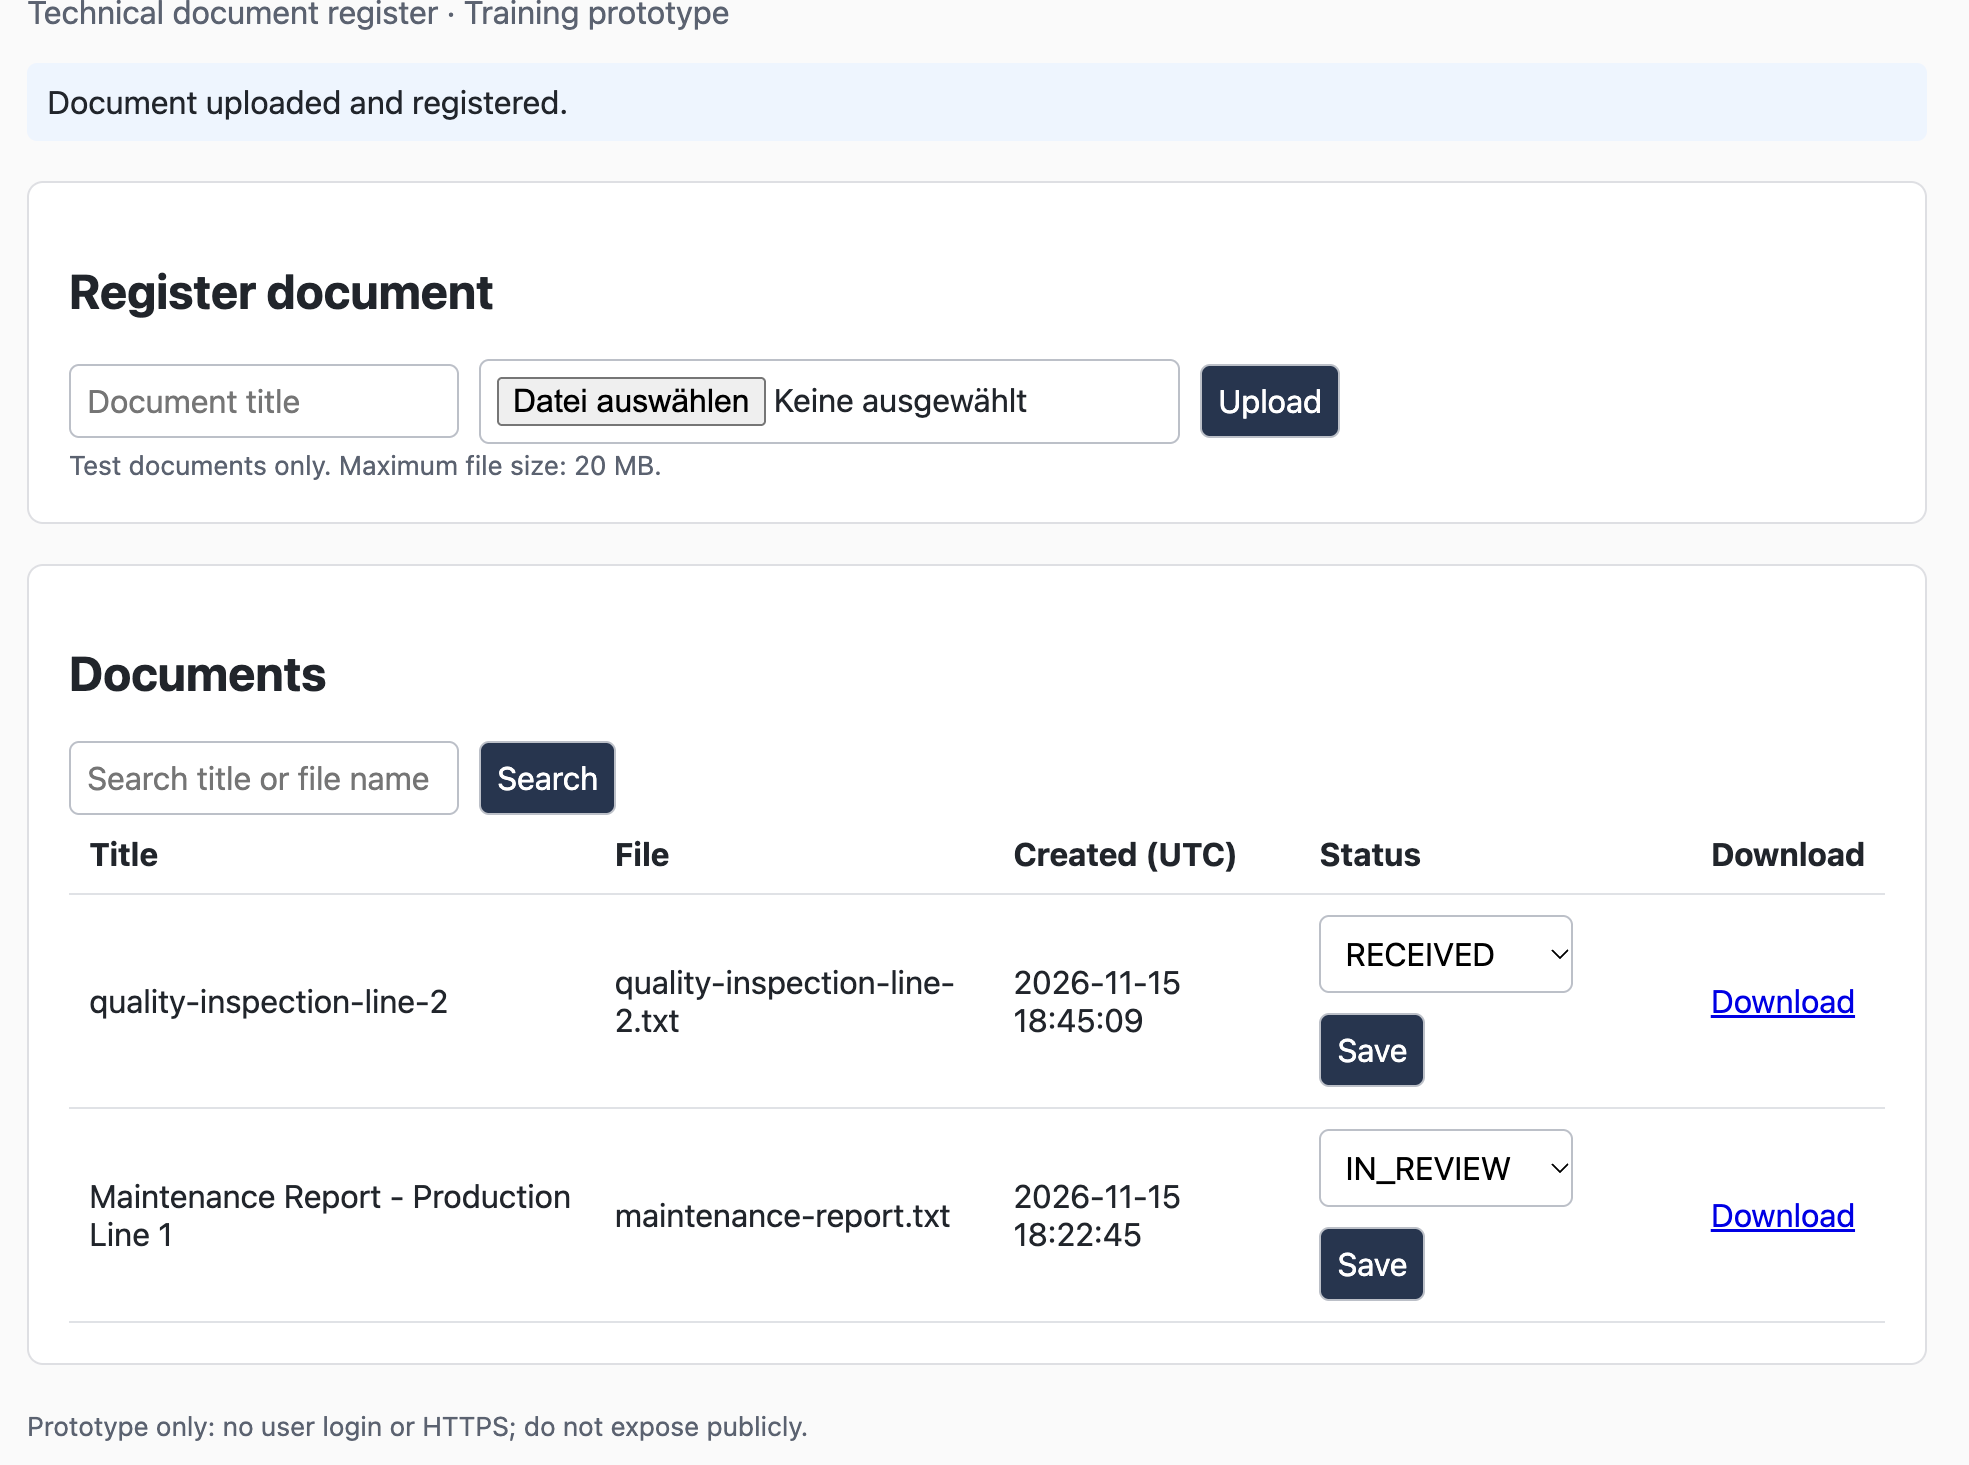 Technical document register · Training prototype
Document uploaded and registered.
Register document
Document title
Datei auswählen Keine ausgewählt
Upload
Test documents only. Maximum file size: 20 MB.
Documents
Search title or file name
Search
Title File Created (UTC) Status Download
quality-inspection-line-2
quality-inspection-line-
2.txt
2026-11-15
18:45:09
RECEIVED
Save
Download
Maintenance Report - Production
Line 1
maintenance-report.txt
2026-11-15
18:22:45
IN_REVIEW
Save
Download
Prototype only: no user login or HTTPS; do not expose publicly.